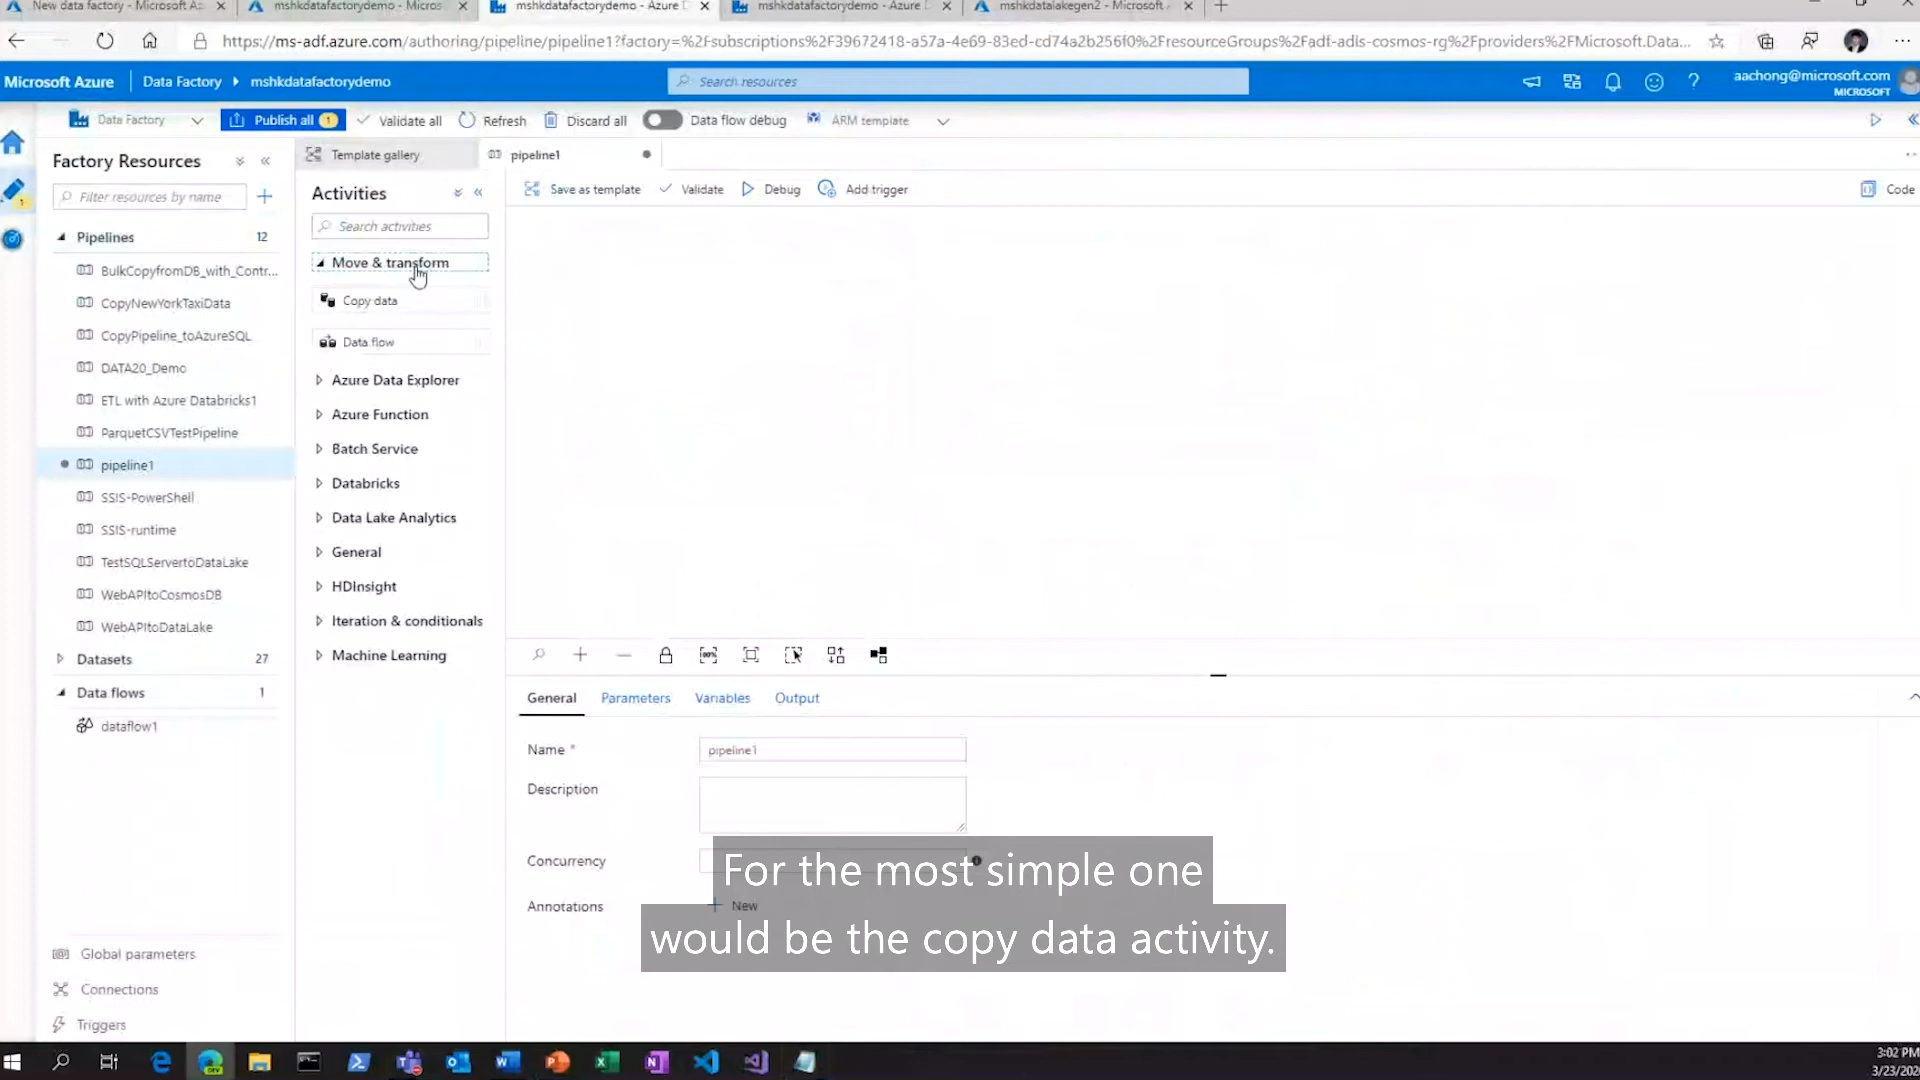 New data factory - Microsoft Az
mshkdatafactorydemo - Micros
mshkdatafactorydemo - Azure D
mshkdatafactorydemo - Azure D
mshkdatalakegen2 - Microsoft A
https://ms-adf.azure.com/authoring/pipeline/pipeline1?factory=%2Fsubscriptions%2F39672418-a57a-4e69-83ed-cd74a2b256f0%2FresourceGroups%2Fadf-adls-cosmos-rg%2Fproviders%2FMicrosoft.Data...
Microsoft Azure
Data Factory
mshkdatafactorydemo
Search resources
aachong@microsoft.com
MICROSOFT
Data Factory
Publish all 1
Validate all
Refresh
Discard all
Data flow debug
ARM template
Factory Resources
Template gallery
pipeline1
Filter resources by name
Activities
Save as template
Validate
Debug
Add trigger
Code
1
Search activities
Pipelines 12
BulkCopyfromDB_with_Contr...
CopyNewYorkTaxiData
CopyPipeline_toAzureSQL
DATA20_Demo
ETL with Azure Databricks1
ParquetCSVTestPipeline
pipeline1
SSIS-PowerShell
SSIS-runtime
TestSQLServertoDataLake
WebAPItoCosmosDB
WebAPItoDataLake
Datasets 27
Data flows 1
dataflow1
Global parameters
Connections
Triggers
Move & transform
Copy data
Data flow
Azure Data Explorer
Azure Function
Batch Service
Databricks
Data Lake Analytics
General
HDInsight
Iteration & conditionals
Machine Learning
General
Parameters
Variables
Output
Name *
pipeline1
Description
Concurrency
Annotations
New
For the most simple one
would be the copy data activity.
3:02 PM
3/23/202